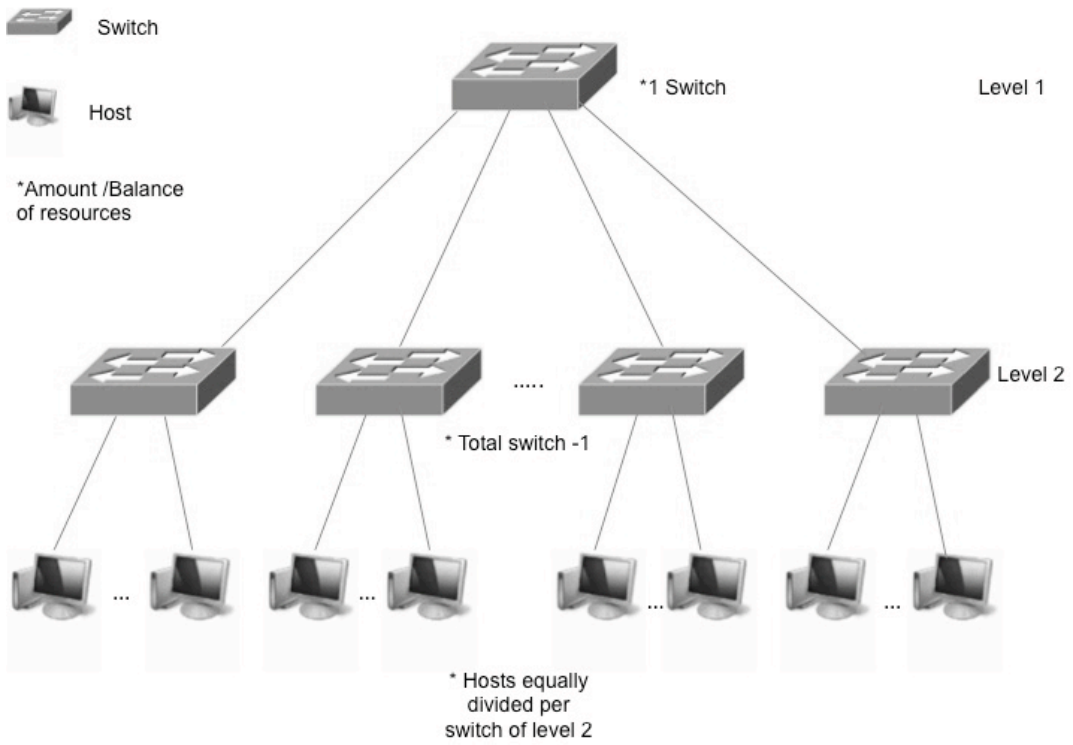 Switch
*1 Switch
Level 1
Host
*Amount /Balance
of resources
.....
Level 2
* Total switch -1
...
...
...
...
* Hosts equally
divided per
switch of level 2